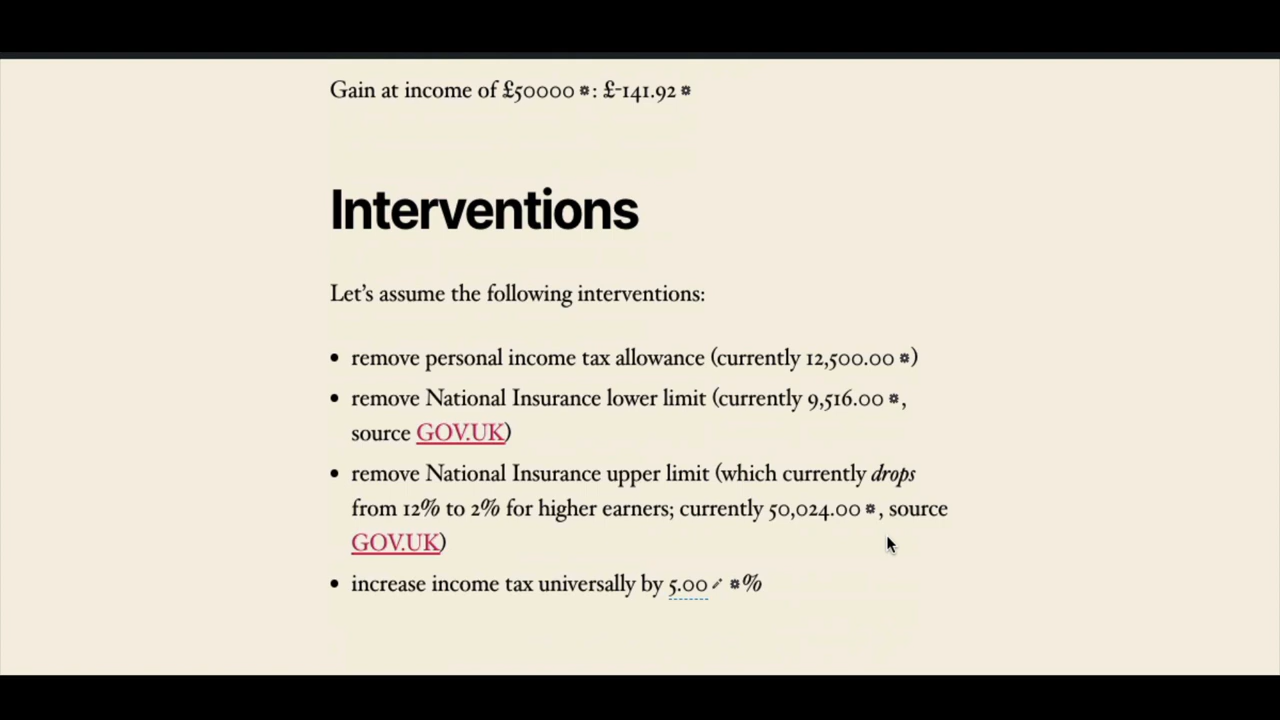 Gain at income of £50000 ✲: £-141.92 ✲
Interventions
Let's assume the following interventions:
• remove personal income tax allowance (currently 12,500.00 ✲)
• remove National Insurance lower limit (currently 9,516.00 ✲,
source GOV.UK)
• remove National Insurance upper limit (which currently drops
from 12% to 2% for higher earners; currently 50,024.00 ✲, source
GOV.UK)
• increase income tax universally by 5.00 ✲%